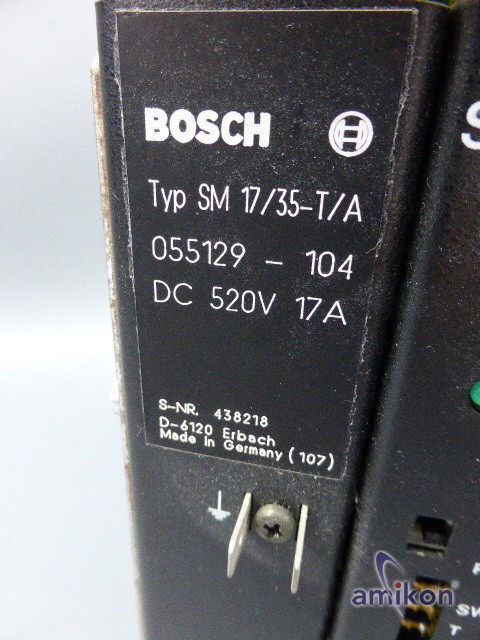 BOSCH
Typ SM 17/35-T/A
055129 - 104
DC 520V 17A
S-NR. 438218
D-6120 Erbach
Made in Germany (107)
S
F
SW
T
amikon®